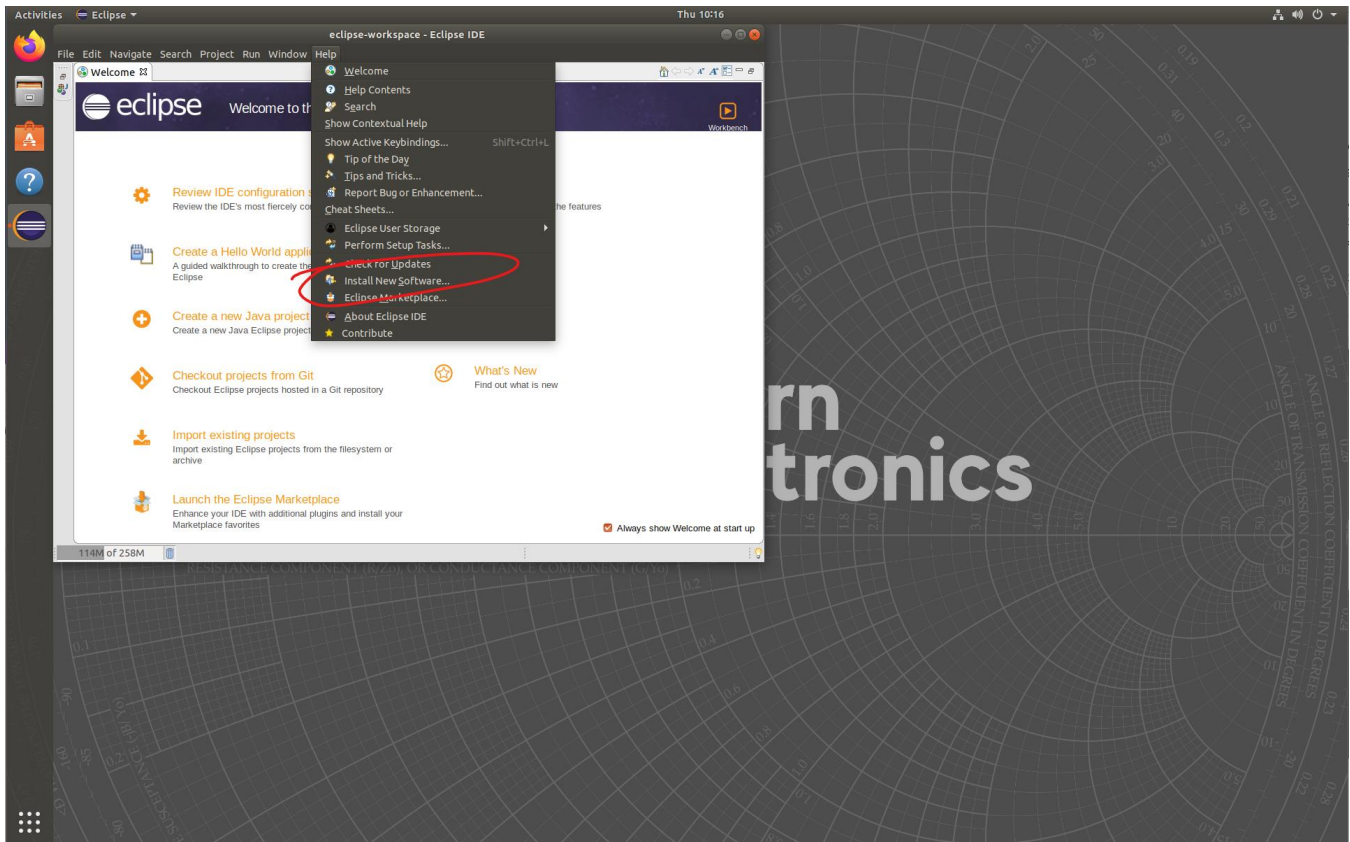 Activities Eclipse Thu 10:16
eclipse-workspace - Eclipse IDE
File Edit Navigate Search Project Run Window Help
Welcome
eclipse Welcome to th
Workbench
Welcome
Help Contents
Search
Show Contextual Help
Show Active Keybindings... Shift+Ctrl+L
Tip of the Day
Tips and Tricks...
Report Bug or Enhancement...
Cheat Sheets...
Eclipse User Storage
Perform Setup Tasks...
Check for Updates
Install New Software...
Eclipse Marketplace...
About Eclipse IDE
Contribute
Review IDE configuration s
Review the IDE's most fiercely co
he features
Create a Hello World appli
A guided walkthrough to create the
Eclipse
Create a new Java project
Create a new Java Eclipse project
Checkout projects from Git
Checkout Eclipse projects hosted in a Git repository
What's New
Find out what is new
Import existing projects
Import existing Eclipse projects from the filesystem or
archive
Launch the Eclipse Marketplace
Enhance your IDE with additional plugins and install your
Marketplace favorites
Always show Welcome at start up
114M of 258M
rn
tronics
RESISTANCE COMPONENT (R/Zo), OR CONDUCTANCE COMPONENT (G/Yo)
ANGLE OF TRANSMISSION COEFFICIENT IN DEGREES
ANGLE OF REFLECTION COEFFICIENT IN DEGREES